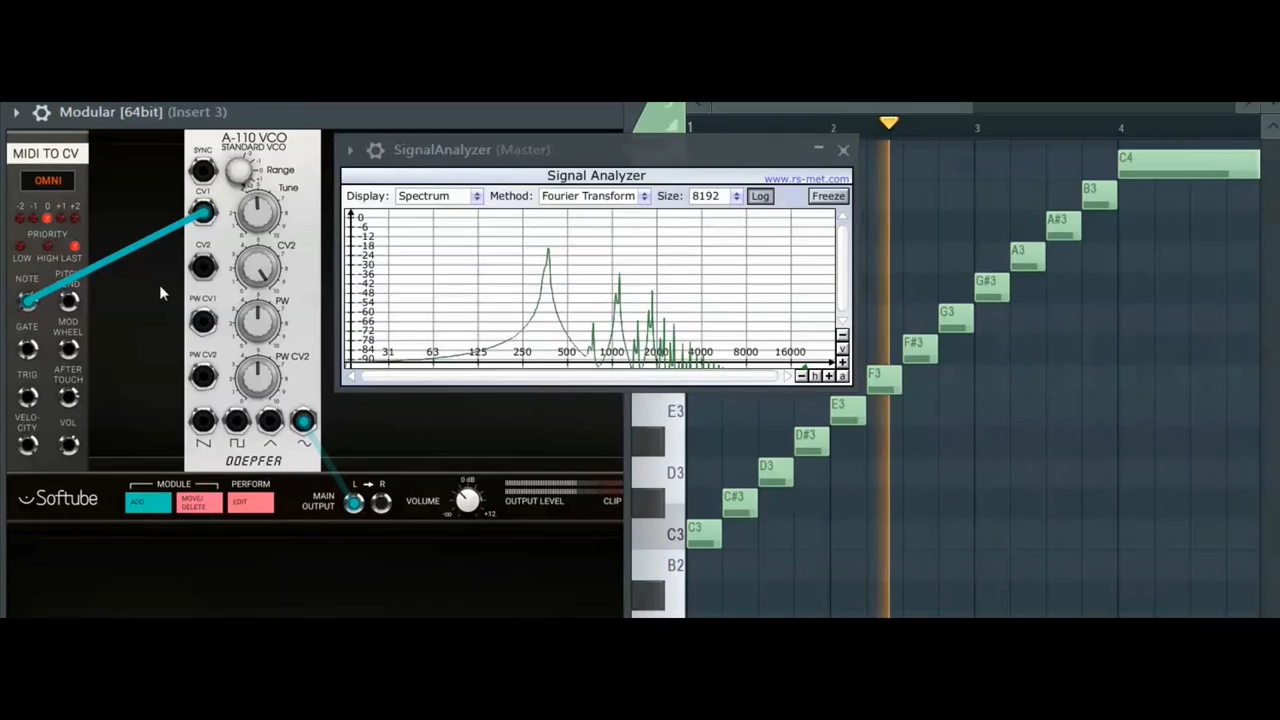 Modular [64bit] (Insert 3)
MIDI TO CV
OMNI
-2 -1 0 +1 +2
PRIORITY
LOW HIGH LAST
NOTE
GATE MOD WHEEL
TRIG AFTER TOUCH
VELO-CITY VOL
A-110 VCO
STANDARD VCO
SYNC
Range
Tune
CV1
CV2 CV2
PW CV1 PW
PW CV2 PW CV2
DOEPFER
Softube
MODULE PERFORM
ADD MOVE/DELETE EDIT
MAIN OUTPUT L R
VOLUME 0 dB -∞ +12
OUTPUT LEVEL CLIP
SignalAnalyzer (Master)
Signal Analyzer
www.rs-met.com
Display: Spectrum Method: Fourier Transform Size: 8192 Log Freeze
0
-6
-12
-18
-24
-30
-36
-42
-48
-54
-60
-66
-72
-78
-84
-90
31 63 125 250 500 1000 2000 4000 8000 16000
v
h a
1 2 3 4
C4
B3
A#3
A3
G#3
G3
F#3
F3
E3 E3
D#3
D3 D3
C#3
C3 C3
B2